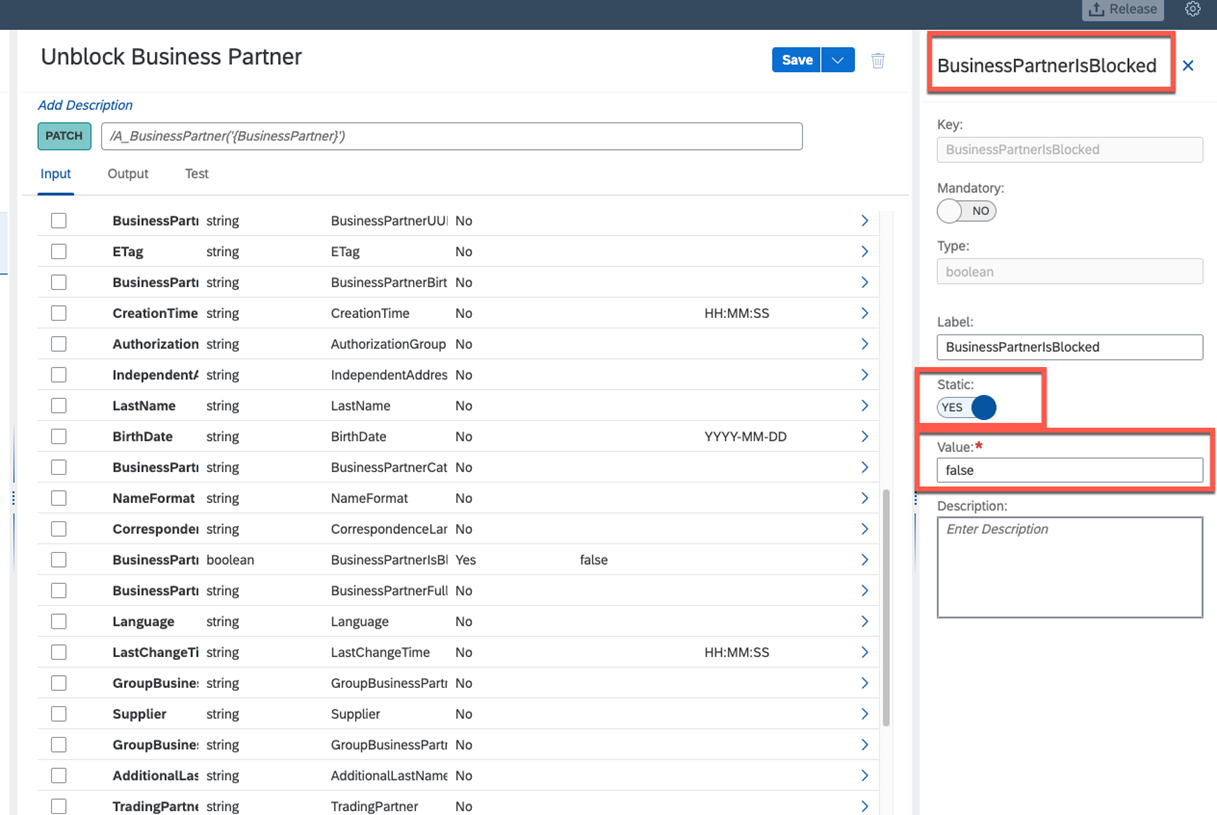 Release
Unblock Business Partner
Save
BusinessPartnerIsBlocked
Add Description
PATCH /A_BusinessPartner('{BusinessPartner}')
Input Output Test
BusinessPartı string BusinessPartnerUUI No
ETag string ETag No
BusinessPartı string BusinessPartnerBirt No
CreationTime string CreationTime No HH:MM:SS
Authorization string AuthorizationGroup No
IndependentA string IndependentAddres No
LastName string LastName No
BirthDate string BirthDate No YYYY-MM-DD
BusinessPartı string BusinessPartnerCat No
NameFormat string NameFormat No
Corresponder string CorrespondenceLar No
BusinessPartı boolean BusinessPartnerIsBl Yes false
BusinessPartı string BusinessPartnerFull No
Language string Language No
LastChangeTi string LastChangeTime No HH:MM:SS
GroupBusines string GroupBusinessPartı No
Supplier string Supplier No
GroupBusines string GroupBusinessPartı No
AdditionalLas string AdditionalLastName No
TradingPartne string TradingPartner No
Key:
BusinessPartnerIsBlocked
Mandatory:
NO
Type:
boolean
Label:
BusinessPartnerIsBlocked
Static:
YES
Value:*
false
Description:
Enter Description